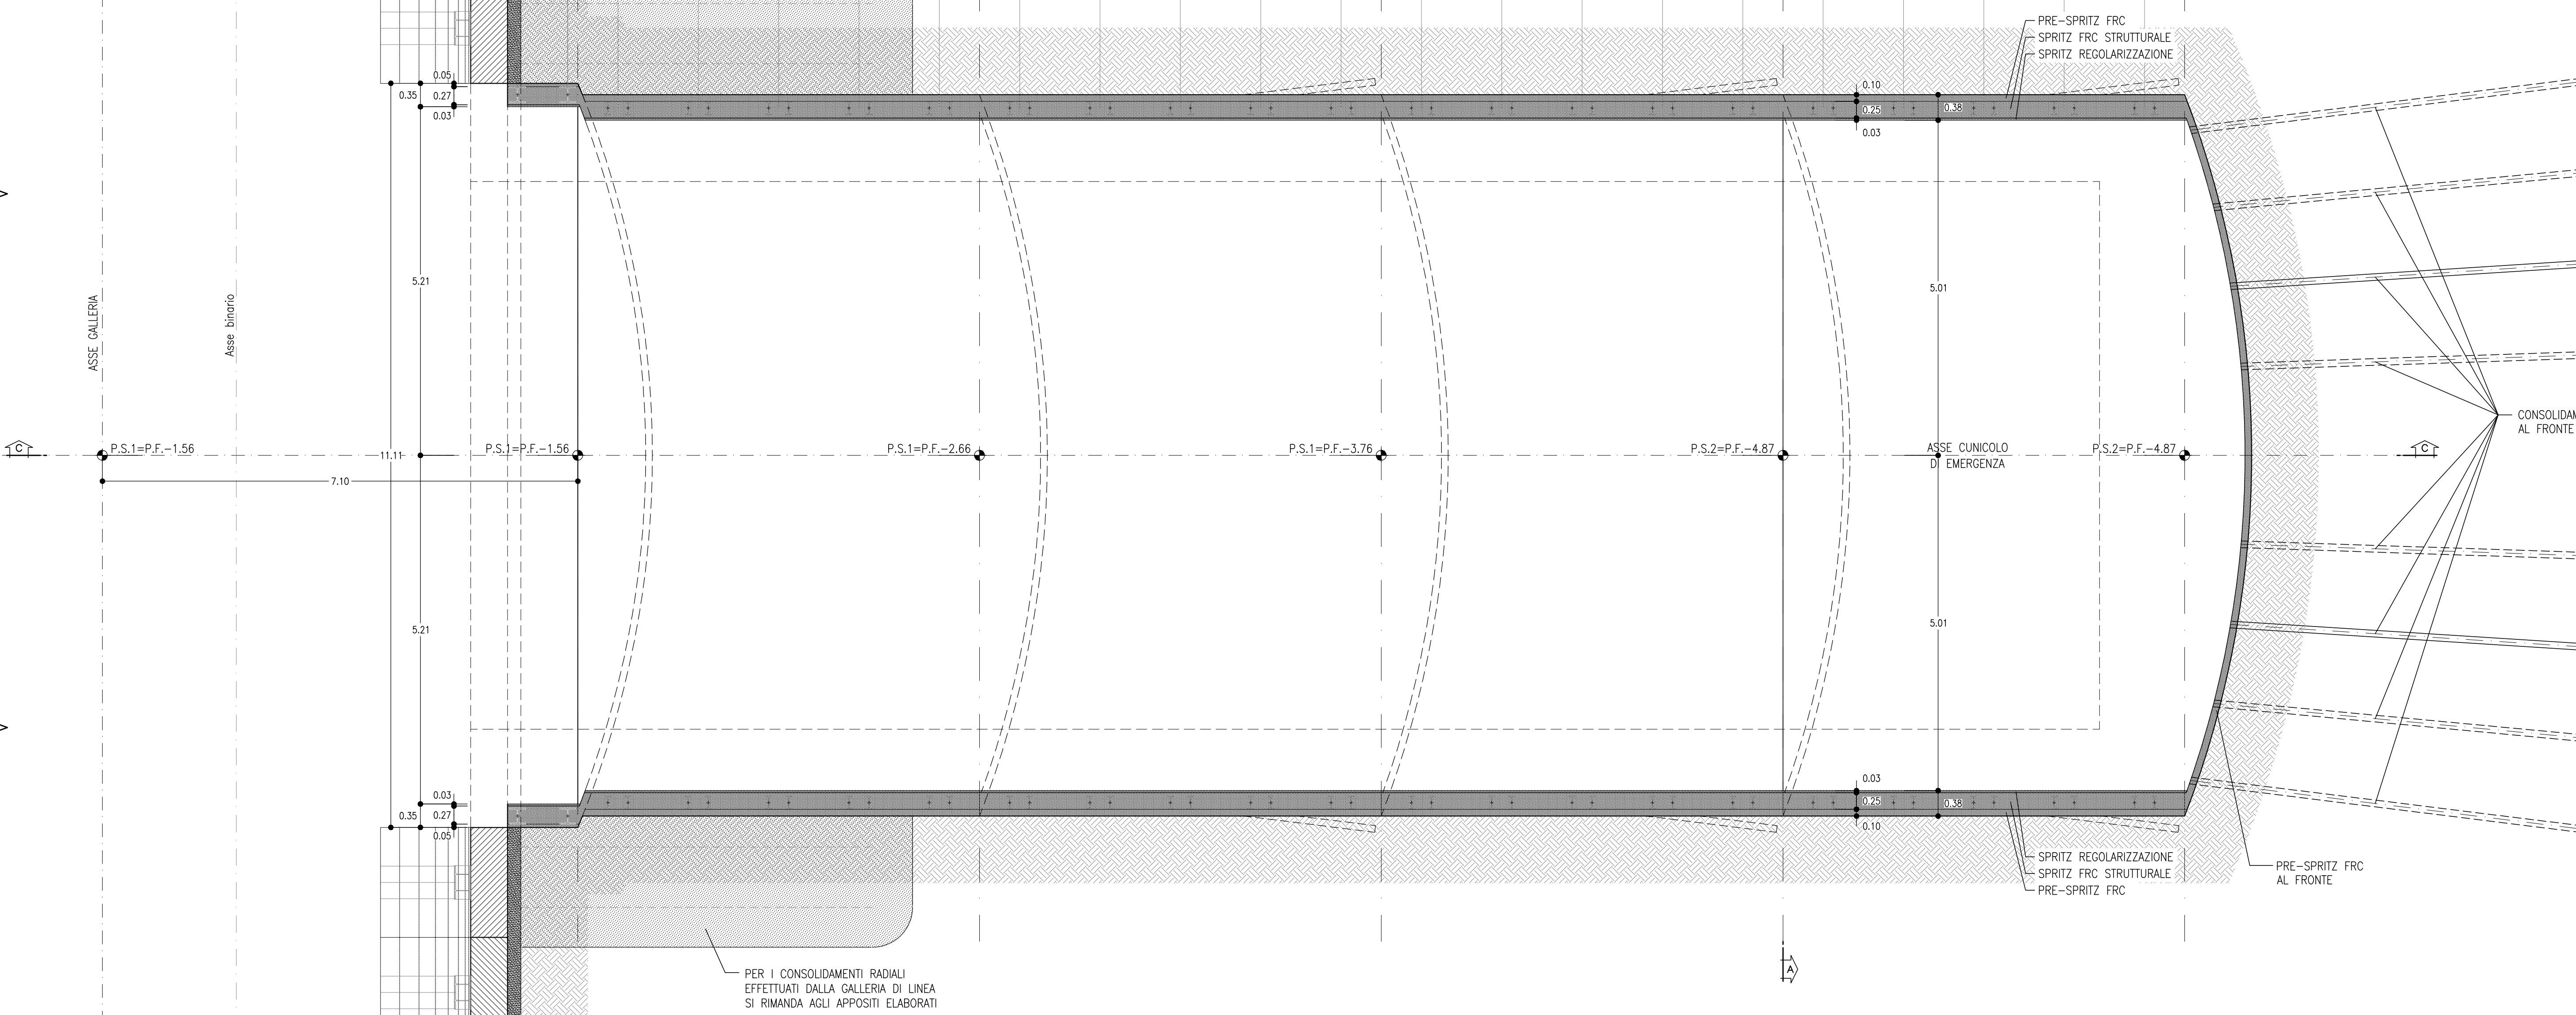 PRE-SPRITZ FRC
SPRITZ FRC STRUTTURALE
SPRITZ REGOLARIZZAZIONE
0.05
0.35
0.27
0.03
0.10
0.25
0.38
0.03
5.21
5.01
ASSE GALLERIA
Asse binario
C
P.S.1=P.F.-1.56
11.11
P.S.1=P.F.-1.56
P.S.1=P.F.-2.66
P.S.1=P.F.-3.76
P.S.2=P.F.-4.87
ASSE CUNICOLO
DI EMERGENZA
P.S.2=P.F.-4.87
C
AL FRONTE
7.10
5.21
5.01
0.03
0.35
0.27
0.05
0.03
0.25
0.38
0.10
SPRITZ REGOLARIZZAZIONE
SPRITZ FRC STRUTTURALE
PRE-SPRITZ FRC
PRE-SPRITZ FRC
AL FRONTE
PER I CONSOLIDAMENTI RADIALI
EFFETTUATI DALLA GALLERIA DI LINEA
SI RIMANDA AGLI APPOSITI ELABORATI
A